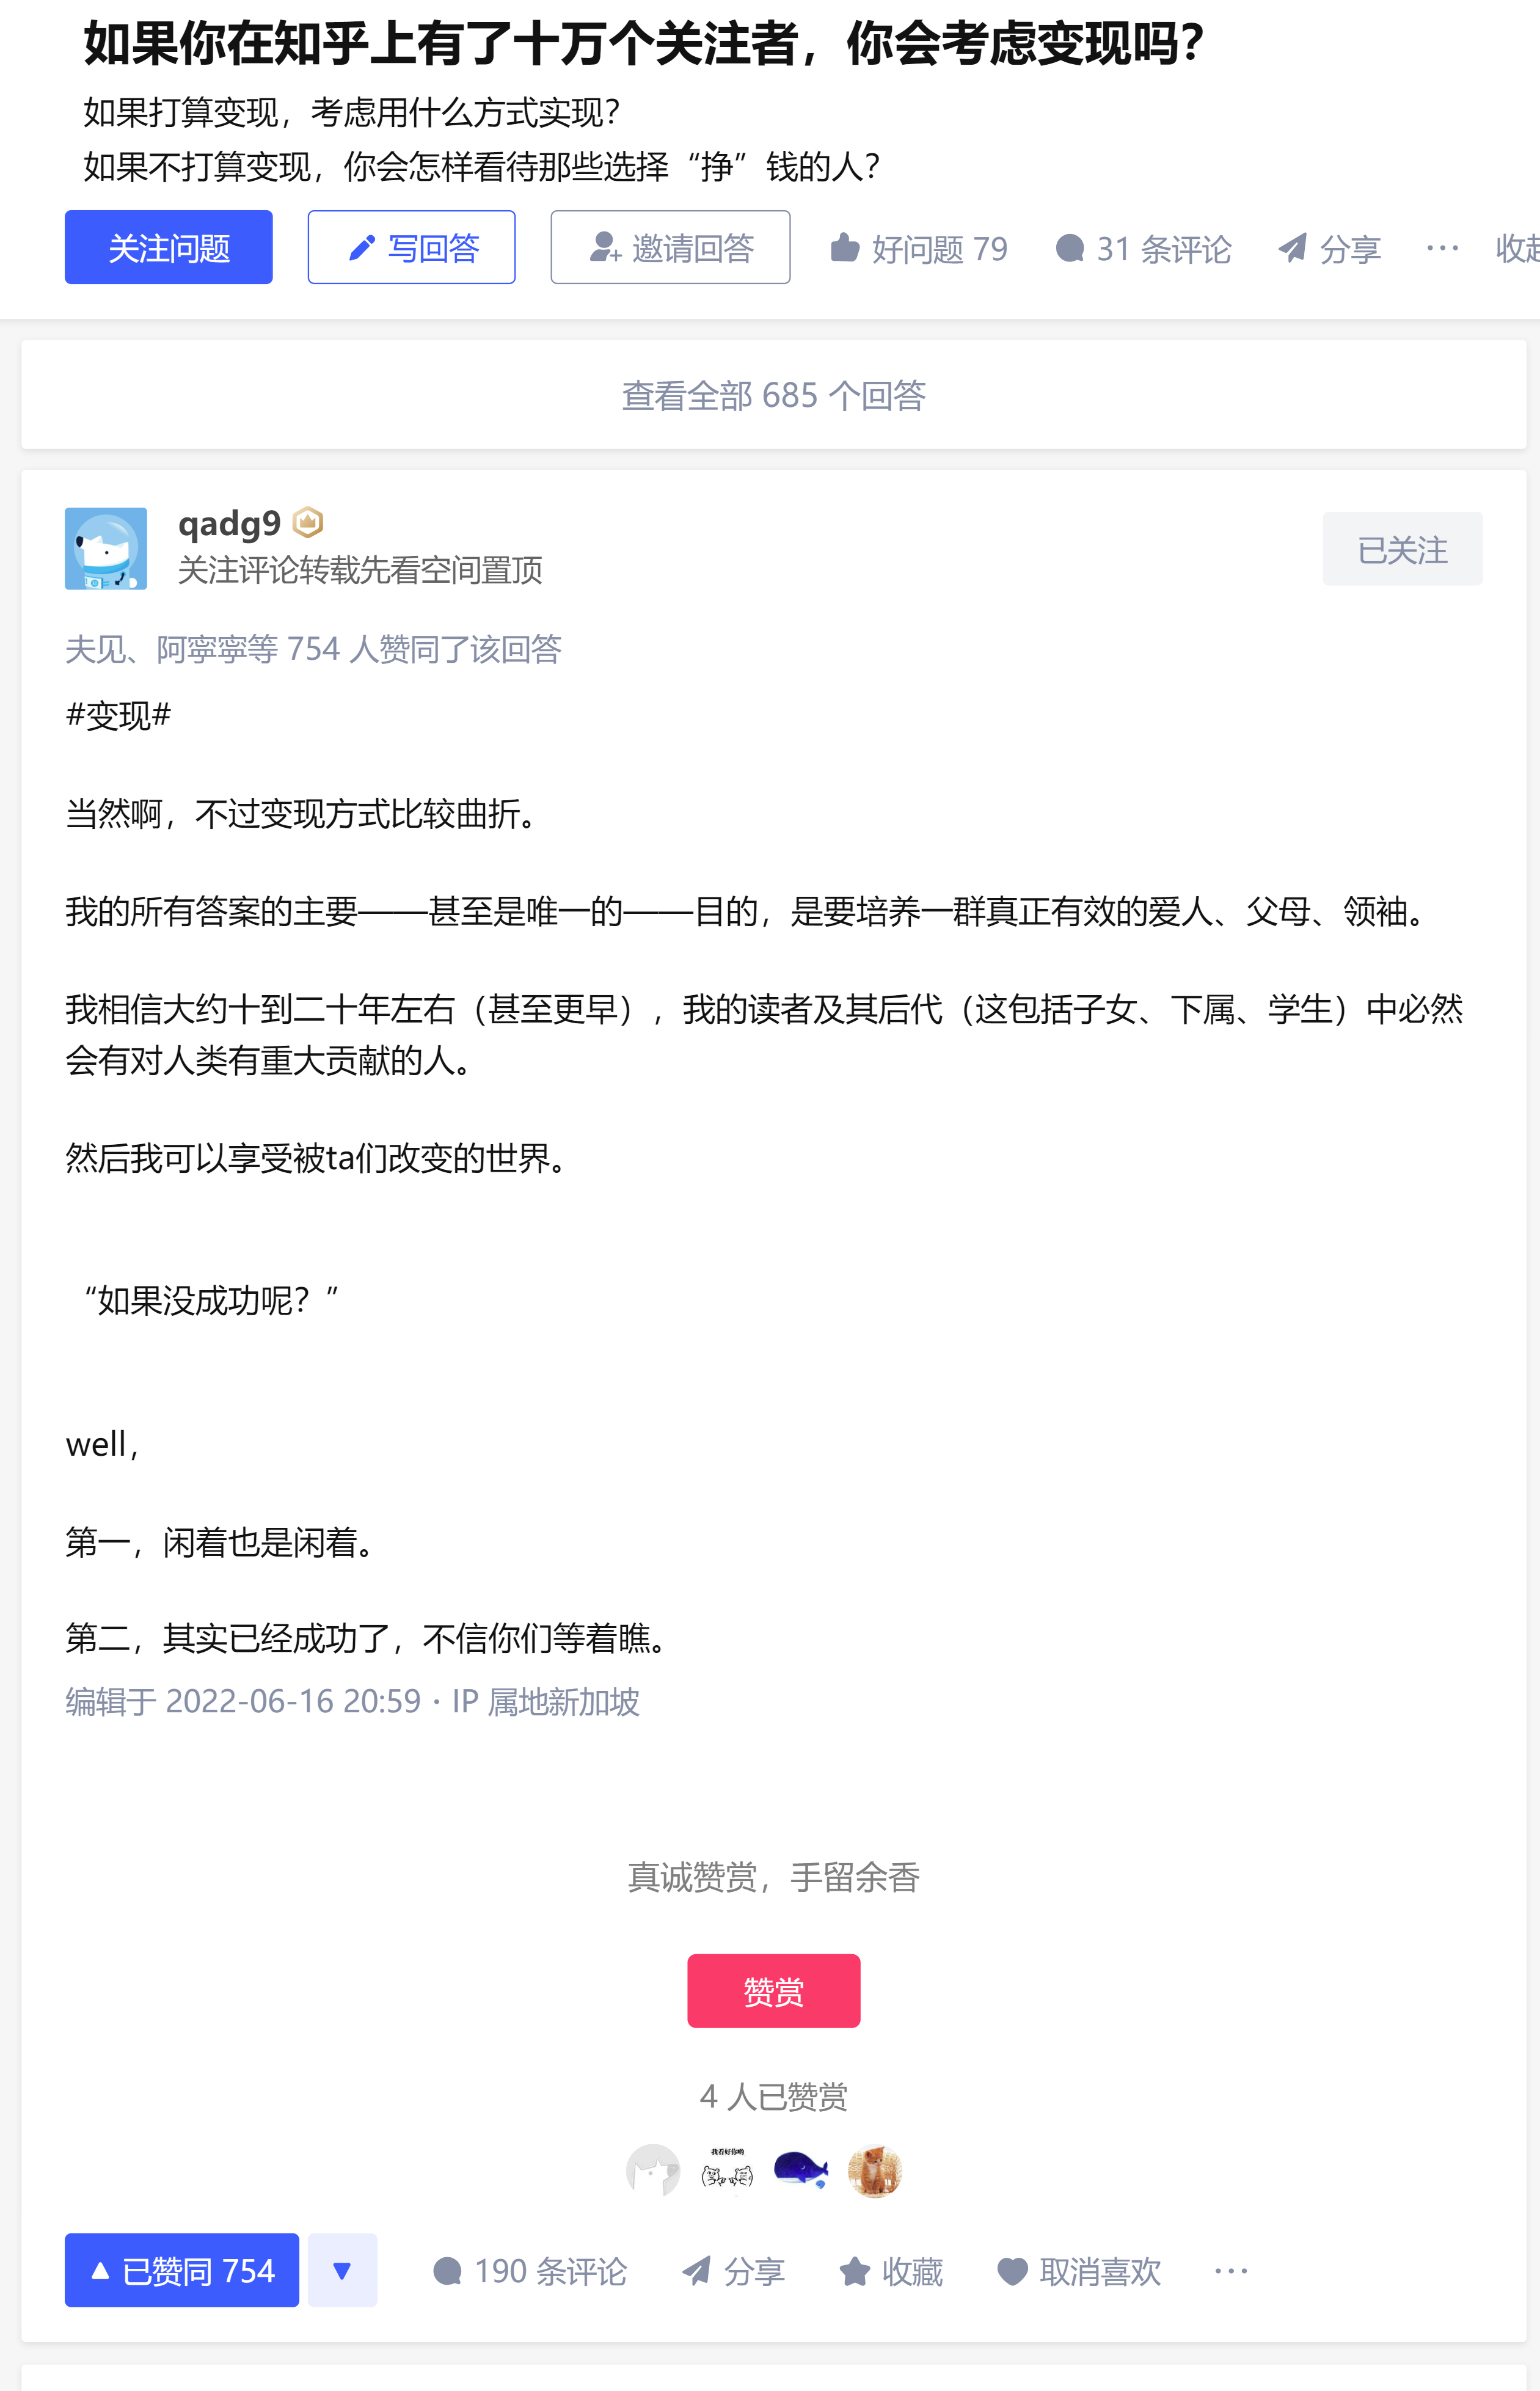 如果你在知乎上有了十万个关注者，你会考虑变现吗？
如果打算变现，考虑用什么方式实现？
如果不打算变现，你会怎样看待那些选择“挣”钱的人？
关注问题 写回答 邀请回答 好问题 79 31 条评论 分享 ··· 收起
查看全部 685 个回答
qadg9
关注评论转载先看空间置顶
已关注
夫见、阿寍寍等 754 人赞同了该回答
#变现#
当然啊，不过变现方式比较曲折。
我的所有答案的主要——甚至是唯一的——目的，是要培养一群真正有效的爱人、父母、领袖。
我相信大约十到二十年左右（甚至更早），我的读者及其后代（这包括子女、下属、学生）中必然
会有对人类有重大贡献的人。
然后我可以享受被ta们改变的世界。
“如果没成功呢？”
well，
第一，闲着也是闲着。
第二，其实已经成功了，不信你们等着瞧。
编辑于 2022-06-16 20:59 · IP 属地新加坡
真诚赞赏，手留余香
赞赏
4 人已赞赏
我看好你哟
已赞同 754 190 条评论 分享 收藏 取消喜欢 ···